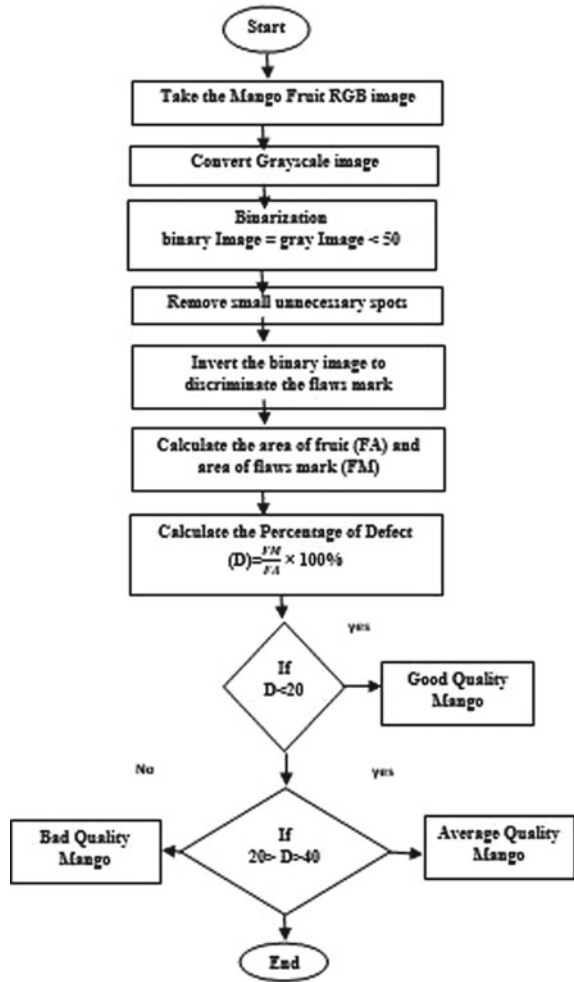 Start
Take the Mango Fruit RGB image
Convert Grayscale image
Binarization
binary Image = gray Image < 50
Remove small unnecessary spots
Invert the binary image to
discriminate the flaws mark
Calculate the area of fruit (FA) and
area of flaws mark (FM)
Calculate the Percentage of Defect
(D)=FM/FA × 100%
yes
If
D<20
Good Quality
Mango
No
yes
Bad Quality
Mango
If
20> D>40
Average Quality
Mango
End